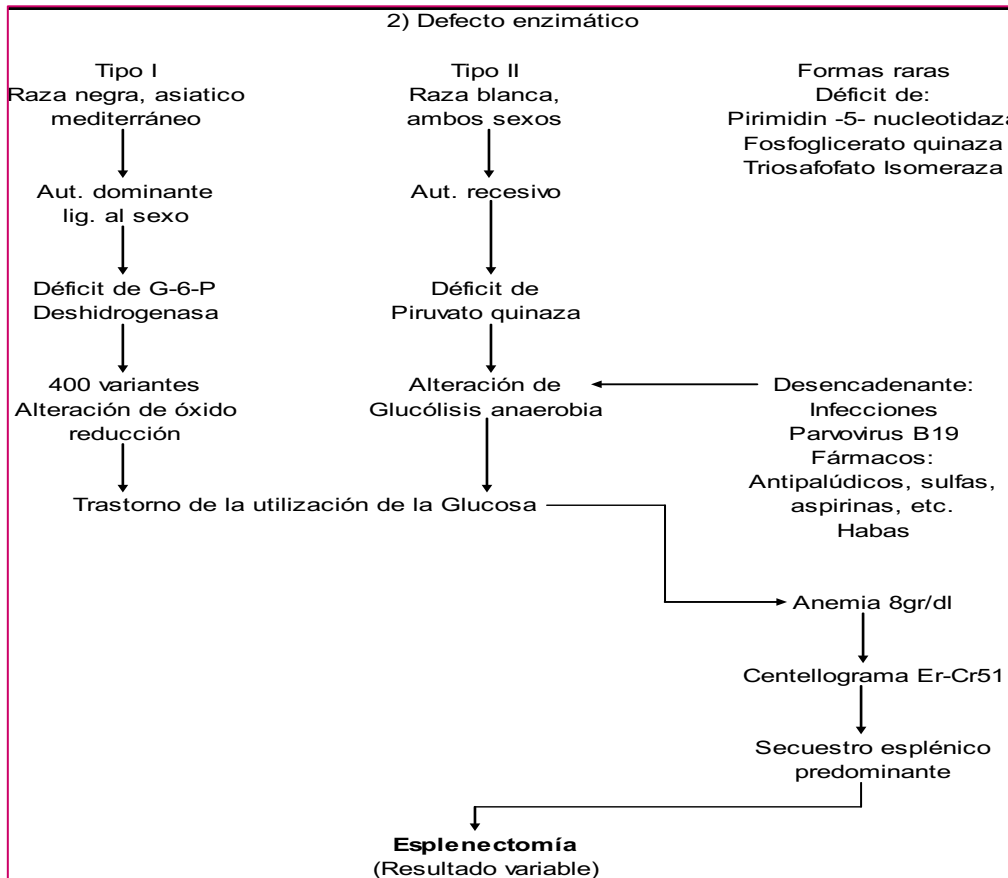 2) Defecto enzimático
Tipo I
Raza negra, asiatico
mediterráneo
Aut. dominante
lig. al sexo
Déficit de G-6-P
Deshidrogenasa
400 variantes
Alteración de óxido
reducción
Tipo II
Raza blanca,
ambos sexos
Aut. recesivo
Déficit de
Piruvato quinaza
Alteración de
Glucólisis anaerobia
Formas raras
Déficit de:
Pirimidin -5- nucleotidaza
Fosfoglicerato quinaza
Triosafofato Isomeraza
Desencadenante:
Infecciones
Parvovirus B19
Fármacos:
Antipalúdicos, sulfas,
aspirinas, etc.
Habas
Trastorno de la utilización de la Glucosa
Anemia 8gr/dl
Centellograma Er-Cr51
Secuestro esplénico
predominante
Esplenectomía
(Resultado variable)